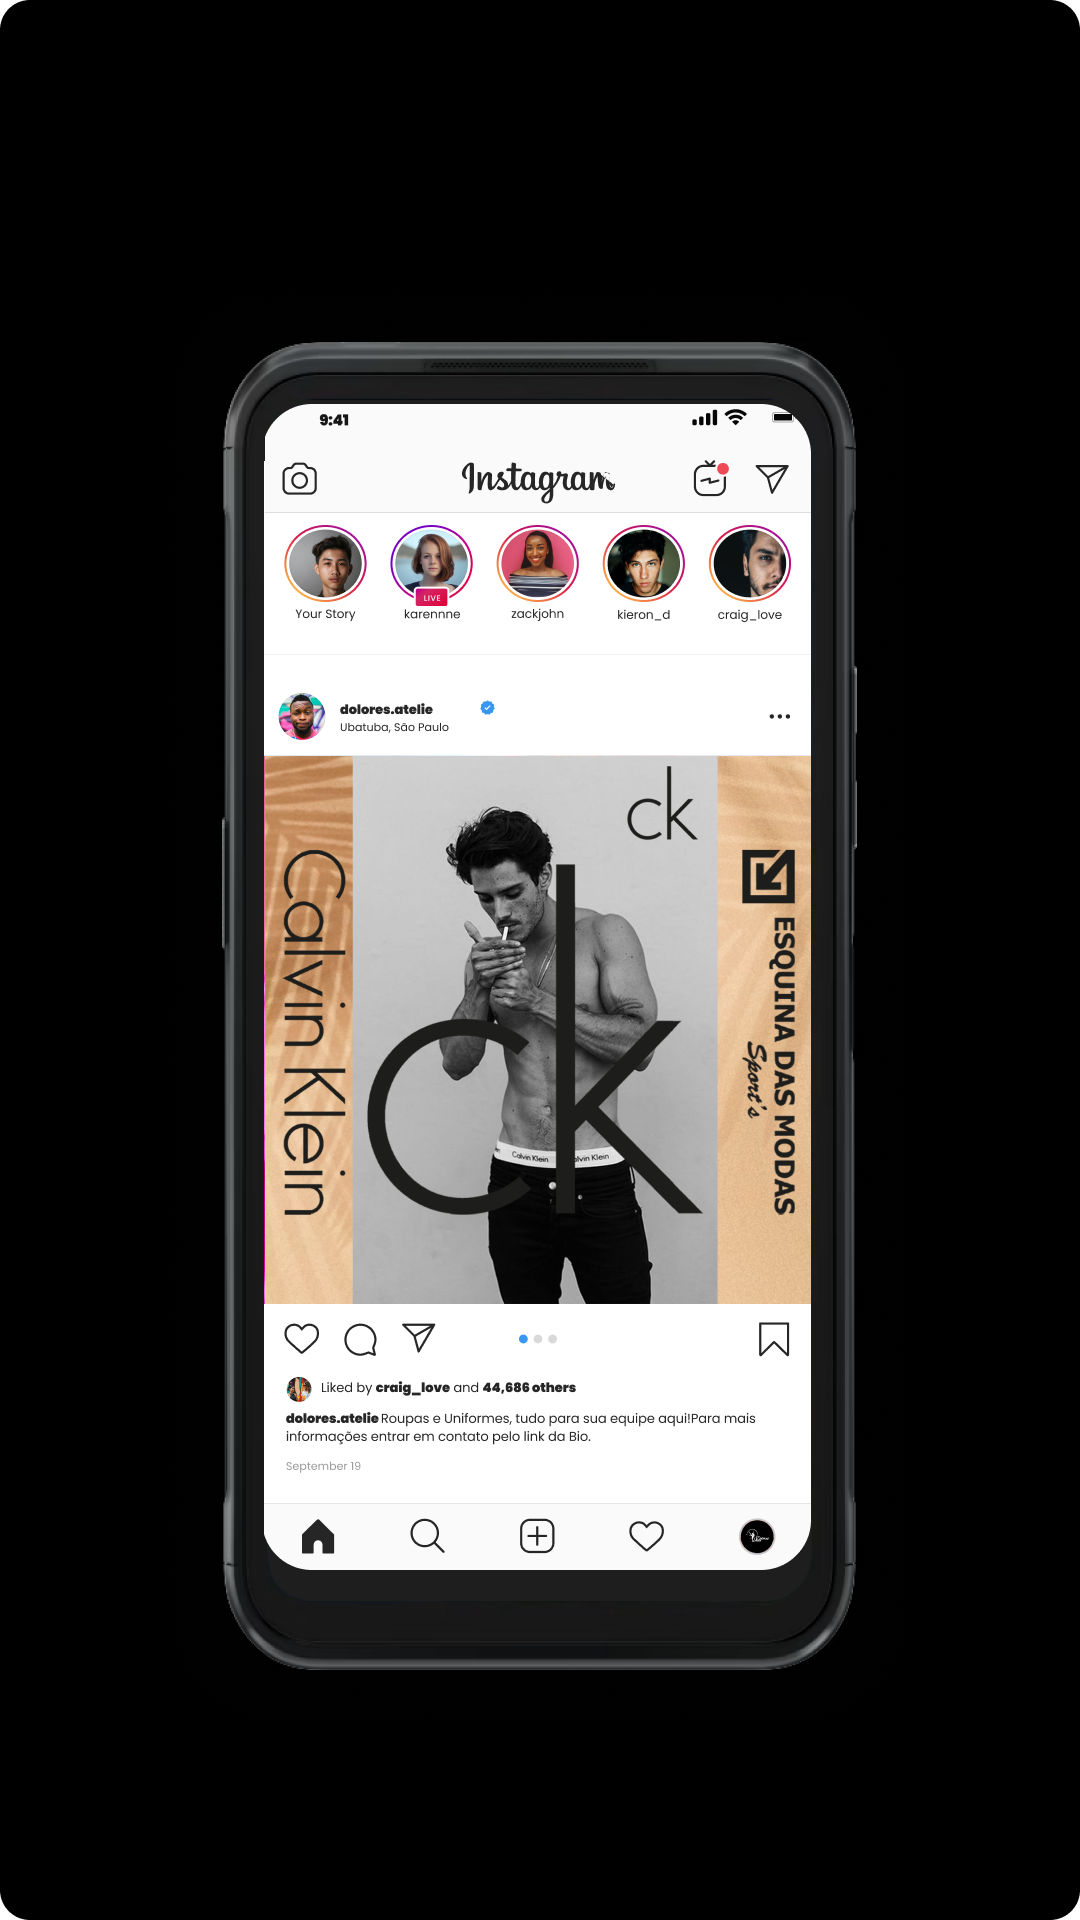 9:41
Instagram
LIVE
Your Story
karennne
zackjohn
kieron_d
craig_love
dolores.atelie
Ubatuba, São Paulo
ck
Calvin Klein
ck
ESQUINA DAS MODAS
Sport's
Calvin Klein
alvin Klein
Liked by craig_love and 44,686 others
dolores.atelie Roupas e Uniformes, tudo para sua equipe aqui!Para mais
informações entrar em contato pelo link da Bio.
September 19